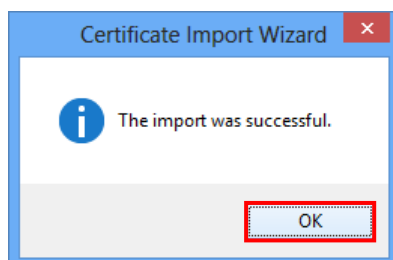 Certificate Import Wizard
The import was successful.
OK